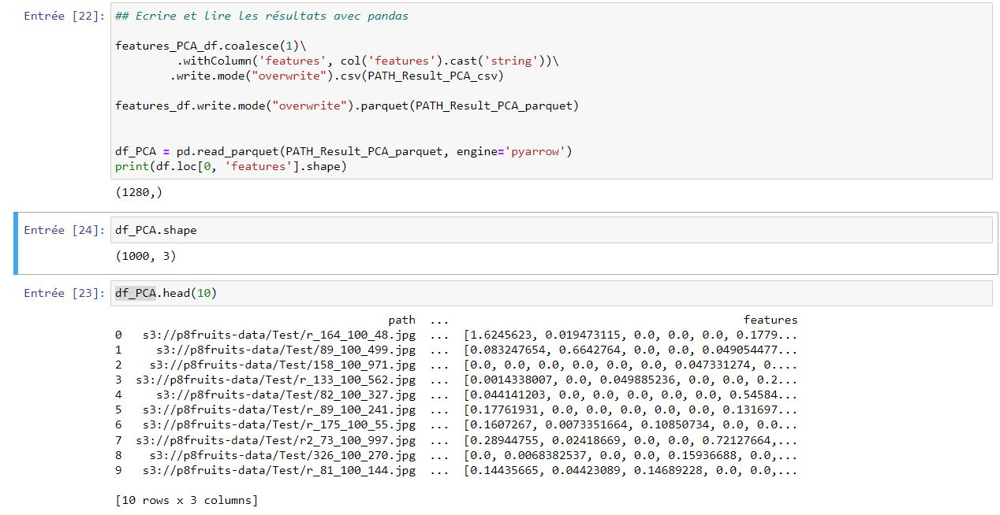 Entrée [22]: ## Ecrire et lire les résultats avec pandas
features_PCA_df.coalesce(1)\
.withColumn('features', col('features').cast('string'))\
.write.mode("overwrite").csv(PATH_Result_PCA_csv)
features_df.write.mode("overwrite").parquet(PATH_Result_PCA_parquet)
df_PCA = pd.read_parquet(PATH_Result_PCA_parquet, engine='pyarrow')
print(df.loc[0, 'features'].shape)
(1280,)
Entrée [24]: df_PCA.shape
(1000, 3)
Entrée [23]: df_PCA.head(10)
path ... features
0 s3://p8fruits-data/Test/r_164_100_48.jpg ... [1.6245623, 0.019473115, 0.0, 0.0, 0.0, 0.1779...
1 s3://p8fruits-data/Test/89_100_499.jpg ... [0.083247654, 0.6642764, 0.0, 0.0, 0.049054477...
2 s3://p8fruits-data/Test/158_100_971.jpg ... [0.0, 0.0, 0.0, 0.0, 0.0, 0.0, 0.047331274, 0....
3 s3://p8fruits-data/Test/r_133_100_562.jpg ... [0.0014338007, 0.0, 0.049885236, 0.0, 0.0, 0.2...
4 s3://p8fruits-data/Test/82_100_327.jpg ... [0.044141203, 0.0, 0.0, 0.0, 0.0, 0.0, 0.54584...
5 s3://p8fruits-data/Test/r_89_100_241.jpg ... [0.17761931, 0.0, 0.0, 0.0, 0.0, 0.0, 0.131697...
6 s3://p8fruits-data/Test/r_175_100_55.jpg ... [0.1607267, 0.0073351664, 0.10850734, 0.0, 0.0...
7 s3://p8fruits-data/Test/r2_73_100_997.jpg ... [0.28944755, 0.02418669, 0.0, 0.0, 0.72127664,...
8 s3://p8fruits-data/Test/326_100_270.jpg ... [0.0, 0.0068382537, 0.0, 0.0, 0.15936688, 0.0,...
9 s3://p8fruits-data/Test/r_81_100_144.jpg ... [0.14435665, 0.04423089, 0.14689228, 0.0, 0.0,...
[10 rows x 3 columns]